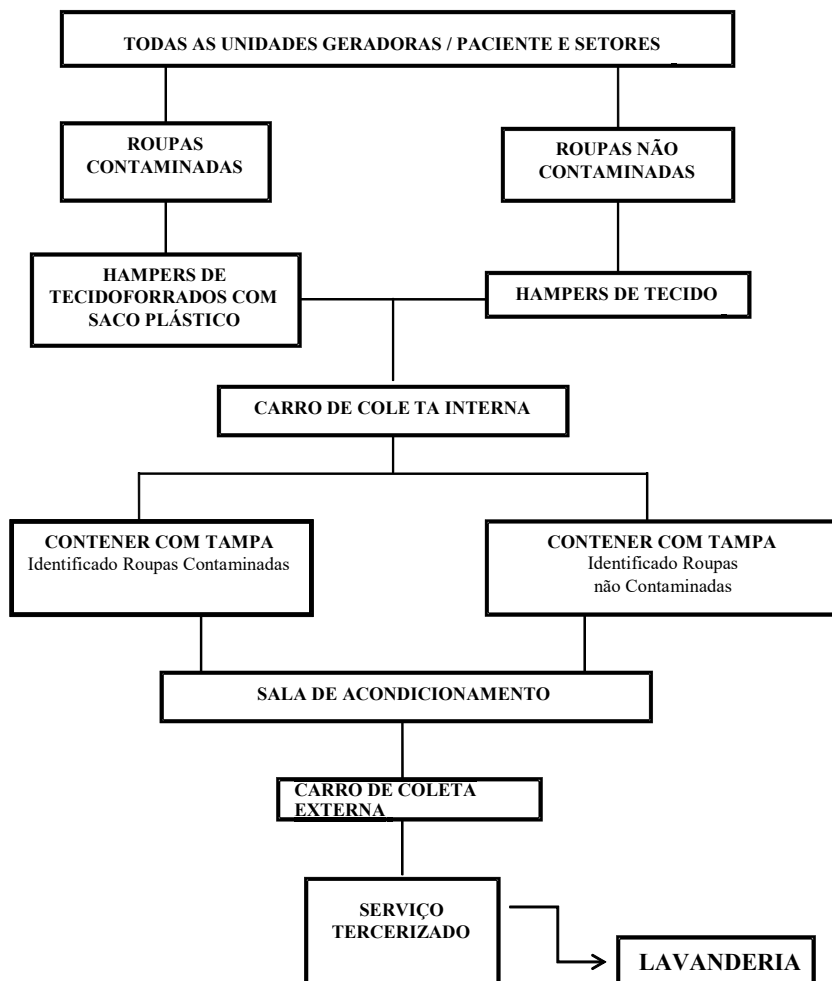 TODAS AS UNIDADES GERADORAS / PACIENTE E SETORES
ROUPAS
CONTAMINADAS
ROUPAS NÃO
CONTAMINADAS
HAMPERS DE
TECIDOFORRADOS COM
SACO PLÁSTICO
HAMPERS DE TECIDO
CARRO DE COLE TA INTERNA
CONTENER COM TAMPA
Identificado Roupas Contaminadas
CONTENER COM TAMPA
Identificado Roupas
não Contaminadas
SALA DE ACONDICIONAMENTO
CARRO DE COLETA
EXTERNA
SERVIÇO
TERCERIZADO
LAVANDERIA